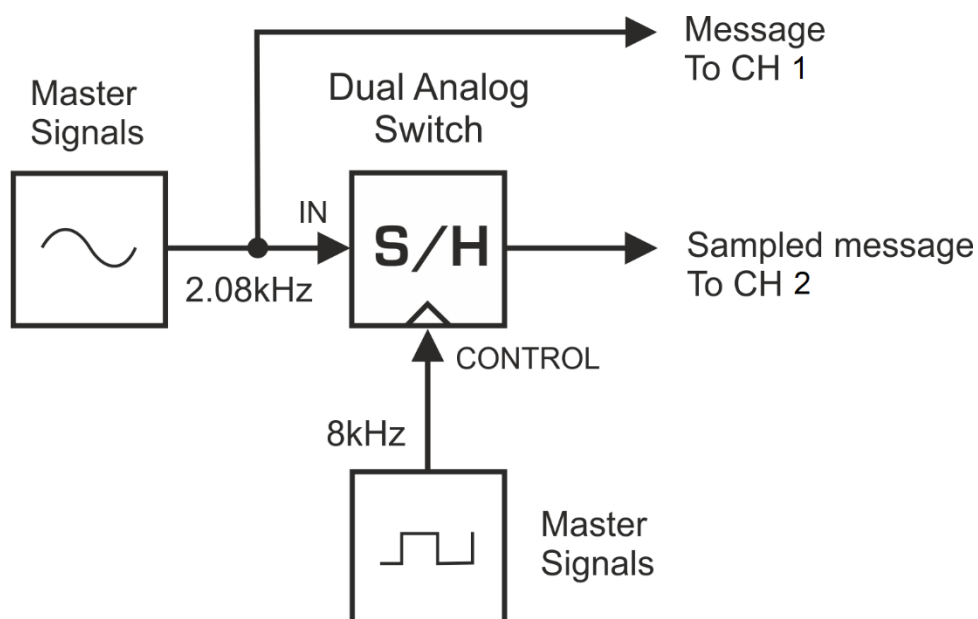 Message
To CH 1
Master
Signals
Dual Analog
Switch
IN
S/H
2.08kHz
Sampled message
To CH 2
CONTROL
8kHz
Master
Signals